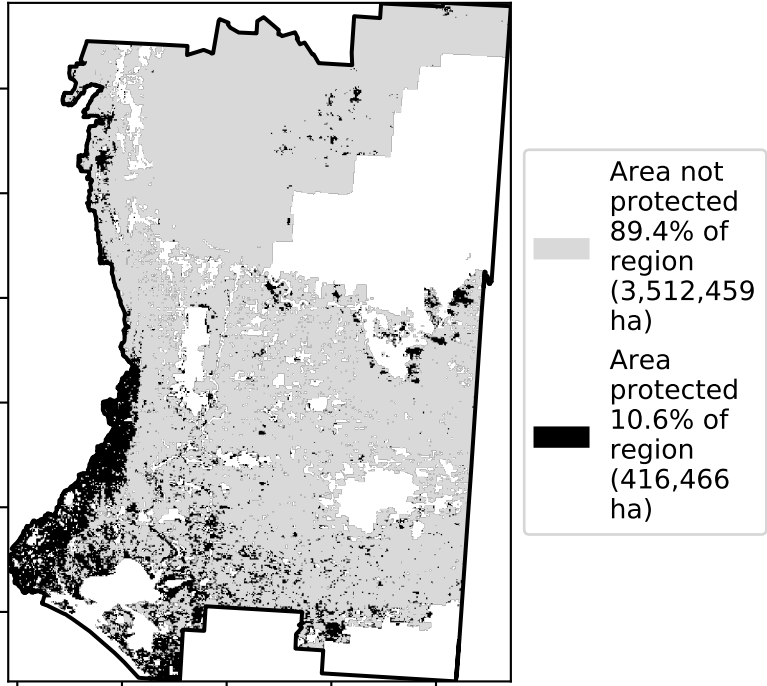 Area not
protected
89.4% of
region
(3,512,459
ha)
Area
protected
10.6% of
region
(416,466
ha)